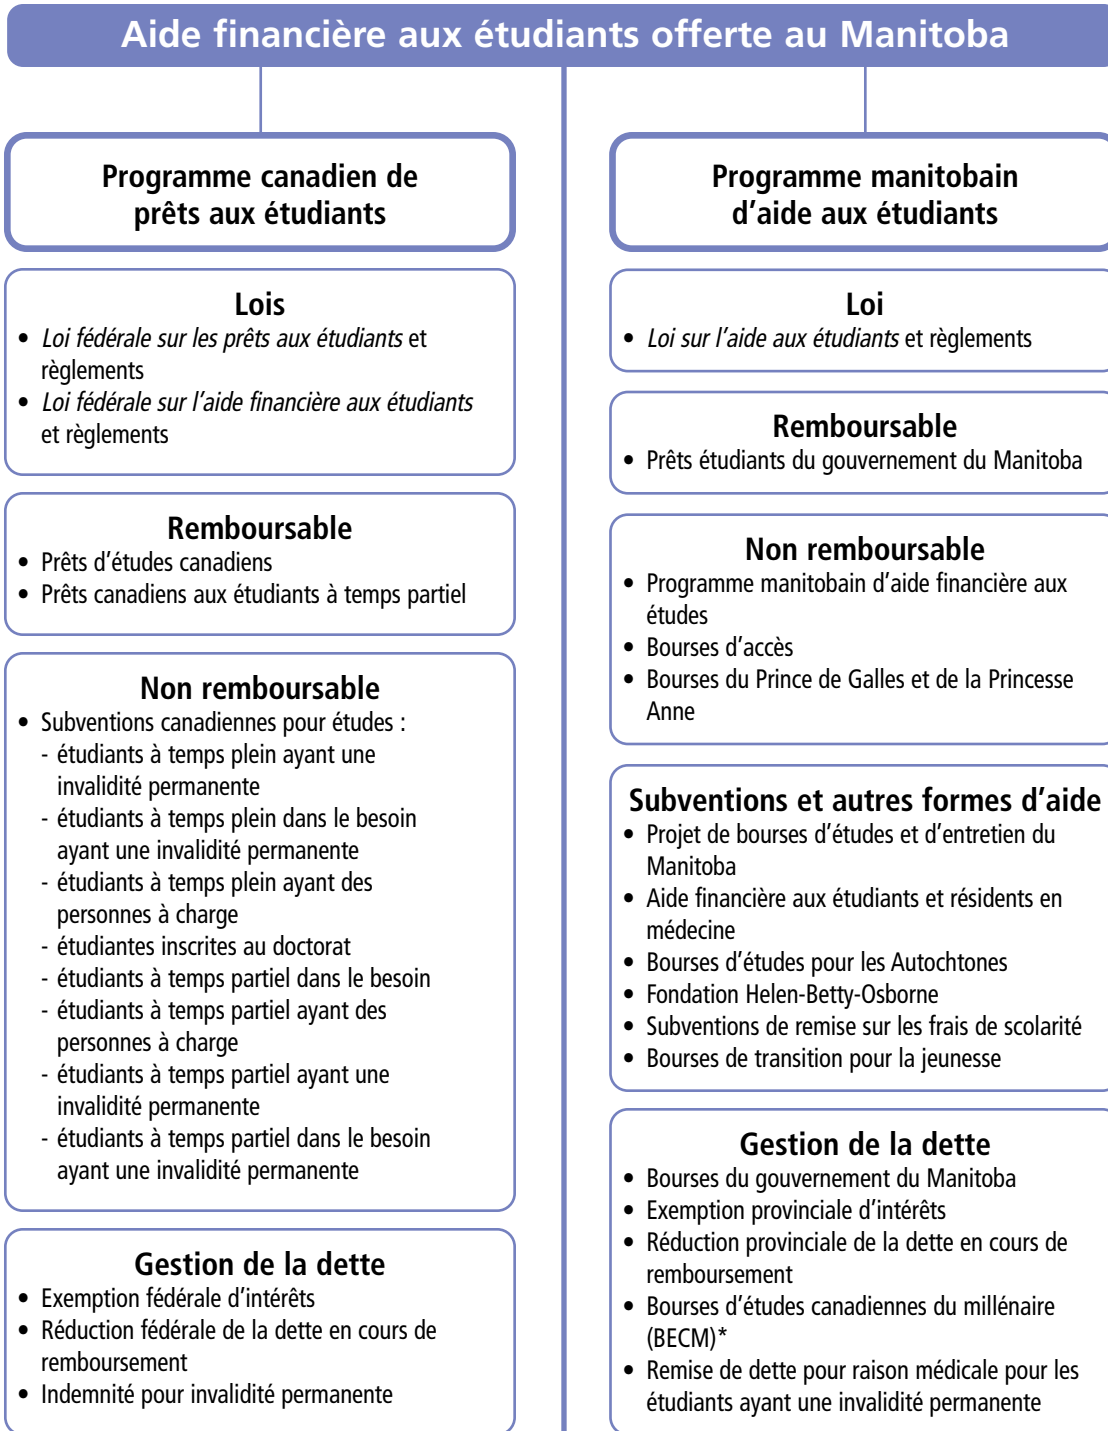 Aide financière aux étudiants offerte au Manitoba
Programme canadien de
prêts aux étudiants
Lois
• Loi fédérale sur les prêts aux étudiants et
règlements
• Loi fédérale sur l'aide financière aux étudiants
et règlements
Remboursable
• Prêts d'études canadiens
• Prêts canadiens aux étudiants à temps partiel
Non remboursable
• Subventions canadiennes pour études :
- étudiants à temps plein ayant une
invalidité permanente
- étudiants à temps plein dans le besoin
ayant une invalidité permanente
- étudiants à temps plein ayant des
personnes à charge
- étudiantes inscrites au doctorat
- étudiants à temps partiel dans le besoin
- étudiants à temps partiel ayant des
personnes à charge
- étudiants à temps partiel ayant une
invalidité permanente
- étudiants à temps partiel dans le besoin
ayant une invalidité permanente
Gestion de la dette
• Exemption fédérale d'intérêts
• Réduction fédérale de la dette en cours de
remboursement
• Indemnité pour invalidité permanente
Programme manitobain
d'aide aux étudiants
Loi
• Loi sur l'aide aux étudiants et règlements
Remboursable
• Prêts étudiants du gouvernement du Manitoba
Non remboursable
• Programme manitobain d'aide financière aux
études
• Bourses d'accès
• Bourses du Prince de Galles et de la Princesse
Anne
Subventions et autres formes d'aide
• Projet de bourses d'études et d'entretien du
Manitoba
• Aide financière aux étudiants et résidents en
médecine
• Bourses d'études pour les Autochtones
• Fondation Helen-Betty-Osborne
• Subventions de remise sur les frais de scolarité
• Bourses de transition pour la jeunesse
Gestion de la dette
• Bourses du gouvernement du Manitoba
• Exemption provinciale d'intérêts
• Réduction provinciale de la dette en cours de
remboursement
• Bourses d'études canadiennes du millénaire
(BECM)*
• Remise de dette pour raison médicale pour les
étudiants ayant une invalidité permanente